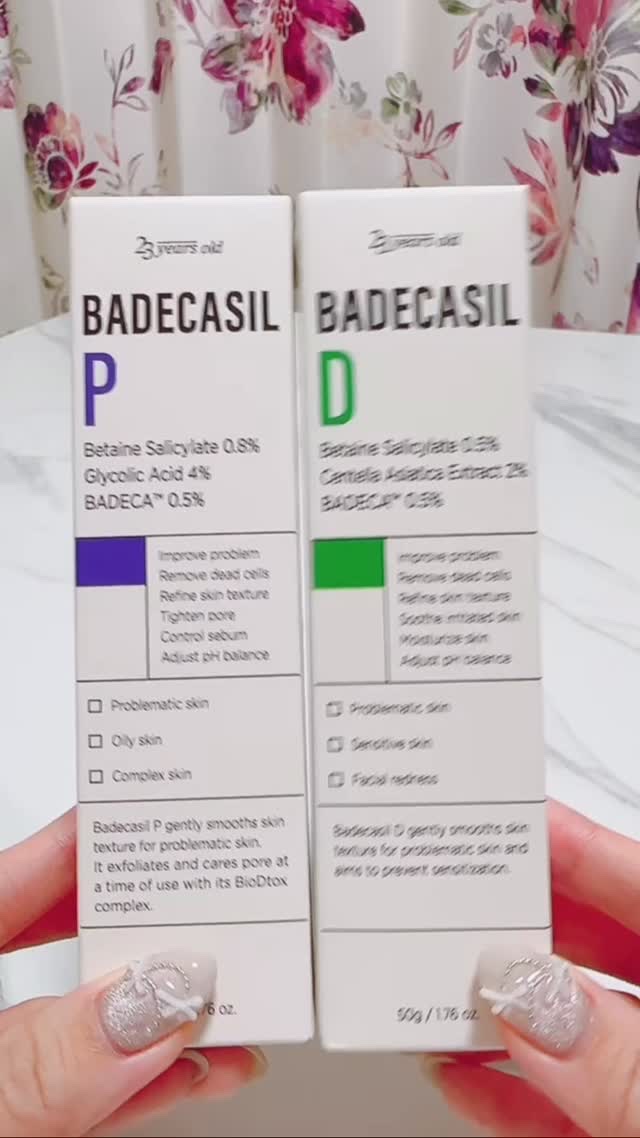 23 years old
BADECASIL
P
Betaine Salicylate 0.8%
Glycolic Acid 4%
BADECA™ 0.5%
Improve problem
Remove dead cells
Refine skin texture
Tighten pore
Control sebum
Adjust pH balance
Problematic skin
Oily skin
Complex skin
Badecasil P gently smooths skin
texture for problematic skin.
It exfoliates and cares pore at
a time of use with its BioDtox
complex.
oz.
23 years old
BADECASIL
D
Betaine Salicylate 0.5%
Centella Asiatica Extract 2%
BADECA™ 0.5%
Improve problem
Remove dead cells
Refine skin texture
Soothe irritated skin
Moisturize skin
Adjust pH balance
Problematic skin
Sensitive skin
Facial redness
Badecasil D gently smooths skin
texture for problematic skin and
aims to prevent sensitization.
50g / 1.76 oz.